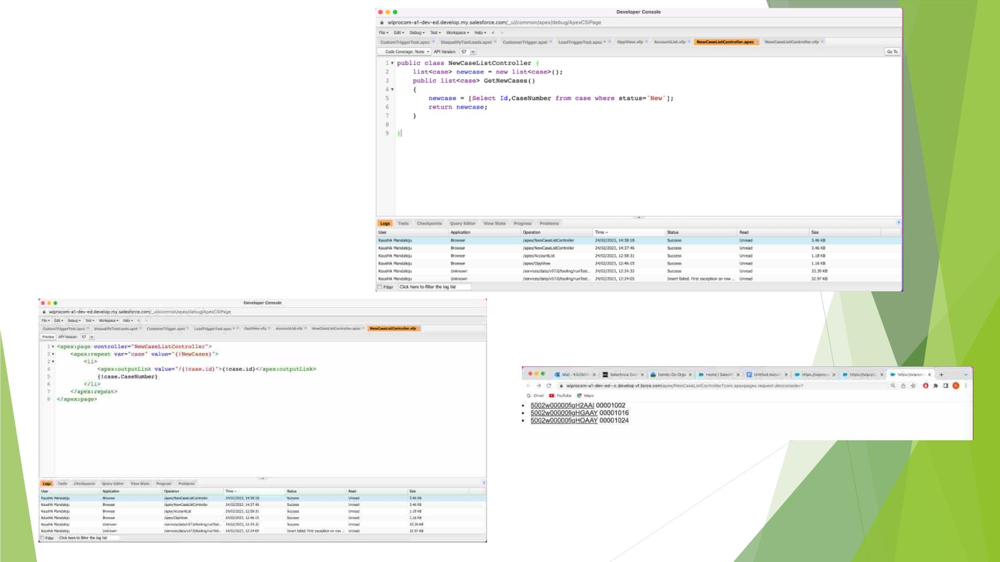 Developer Console
wiprocom-a1-dev-ed.develop.my.salesforce.com/_ui/common/apex/debug/ApexCSIPage
File Edit Debug Test Workspace Help < >
CustomTriggerTest.apxc DisqualifyTestLeads.apxt CustomerTrigger.apxt LeadTriggerTest.apxc * OppView.vfp AccountList.vfp NewCaseListController.apxc NewCaseListController.vfp
Code Coverage: None API Version: 57 Go To
1 public class NewCaseListController {
2 list<case> newcase = new list<case>();
3 public list<case> GetNewCases()
4 {
5 newcase = [Select Id,CaseNumber from case where status='New'];
6 return newcase;
7 }
8
9 }
Logs Tests Checkpoints Query Editor View State Progress Problems
User Application Operation Time Status Read Size
Kaushik Mandaloju Browser /apex/NewCaseListController 24/02/2023, 14:38:18 Success Unread 3.46 KB
Kaushik Mandaloju Browser /apex/NewCaseListController 24/02/2023, 14:37:46 Success Unread 3.46 KB
Kaushik Mandaloju Browser /apex/AccountList 24/02/2023, 12:58:31 Success Unread 1.18 KB
Kaushik Mandaloju Browser /apex/OppView 24/02/2023, 12:46:15 Success Unread 1.16 KB
Kaushik Mandaloju Unknown /services/data/v57.0/tooling/runTest... 24/02/2023, 12:24:32 Success Unread 33.39 KB
Kaushik Mandaloju Unknown /services/data/v57.0/tooling/runTest... 24/02/2023, 12:24:05 Insert failed. First exception on row ... Unread 32.97 KB
Filter Click here to filter the log list
Developer Console
wiprocom-a1-dev-ed.develop.my.salesforce.com/_ui/common/apex/debug/ApexCSIPage
File Edit Debug Test Workspace Help < >
CustomTriggerTest.apxc DisqualifyTestLeads.apxt CustomerTrigger.apxt LeadTriggerTest.apxc * OppView.vfp AccountList.vfp NewCaseListController.apxc NewCaseListController.vfp
Preview API Version: 57
1 <apex:page controller="NewCaseListController">
2 <apex:repeat var="case" value="{!NewCases}">
3 <li>
4 <apex:outputLink value="/{!case.id}">{!case.id}</apex:outputLink>
5 {!case.CaseNumber}
6 </li>
7 </apex:repeat>
8 </apex:page>
Logs Tests Checkpoints Query Editor View State Progress Problems
User Application Operation Time Status Read Size
Kaushik Mandaloju Browser /apex/NewCaseListController 24/02/2023, 14:38:18 Success Unread 3.46 KB
Kaushik Mandaloju Browser /apex/NewCaseListController 24/02/2023, 14:37:46 Success Unread 3.46 KB
Kaushik Mandaloju Browser /apex/AccountList 24/02/2023, 12:58:31 Success Unread 1.18 KB
Kaushik Mandaloju Browser /apex/OppView 24/02/2023, 12:46:15 Success Unread 1.16 KB
Kaushik Mandaloju Unknown /services/data/v57.0/tooling/runTest... 24/02/2023, 12:24:32 Success Unread 33.39 KB
Kaushik Mandaloju Unknown /services/data/v57.0/tooling/runTest... 24/02/2023, 12:24:05 Insert failed. First exception on row ... Unread 32.97 KB
Filter Click here to filter the log list
Mail - KAUSH Salesforce Hands-On Orgs Home | Salesf Untitled docu https://wiproc https://wiproc https://wiproc
wiprocom-a1-dev-ed--c.develop.vf.force.com/apex/NewCaseListController?core.apexpages.request.devconsole=1
Gmail YouTube Maps
5002w00000figH2AAI 00001002
5002w00000figHGAAY 00001016
5002w00000figHOAAY 00001024